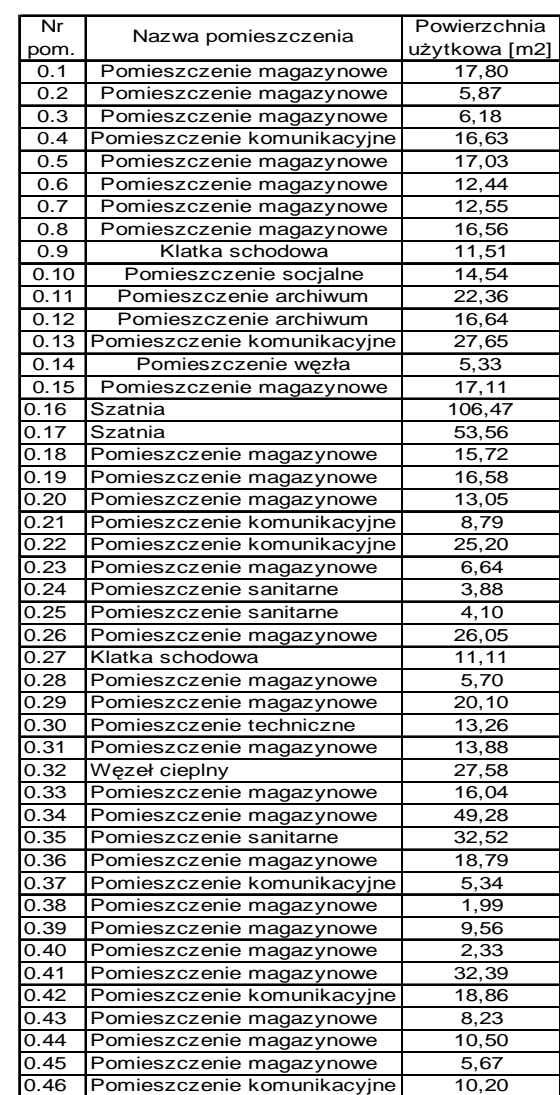 Nr pom. Nazwa pomieszczenia Powierzchnia użytkowa [m2]
0.1 Pomieszczenie magazynowe 17,80
0.2 Pomieszczenie magazynowe 5,87
0.3 Pomieszczenie magazynowe 6,18
0.4 Pomieszczenie komunikacyjne 16,63
0.5 Pomieszczenie magazynowe 17,03
0.6 Pomieszczenie magazynowe 12,44
0.7 Pomieszczenie magazynowe 12,55
0.8 Pomieszczenie magazynowe 16,56
0.9 Klatka schodowa 11,51
0.10 Pomieszczenie socjalne 14,54
0.11 Pomieszczenie archiwum 22,36
0.12 Pomieszczenie archiwum 16,64
0.13 Pomieszczenie komunikacyjne 27,65
0.14 Pomieszczenie węzła 5,33
0.15 Pomieszczenie magazynowe 17,11
0.16 Szatnia 106,47
0.17 Szatnia 53,56
0.18 Pomieszczenie magazynowe 15,72
0.19 Pomieszczenie magazynowe 16,58
0.20 Pomieszczenie magazynowe 13,05
0.21 Pomieszczenie komunikacyjne 8,79
0.22 Pomieszczenie komunikacyjne 25,20
0.23 Pomieszczenie magazynowe 6,64
0.24 Pomieszczenie sanitarne 3,88
0.25 Pomieszczenie sanitarne 4,10
0.26 Pomieszczenie magazynowe 26,05
0.27 Klatka schodowa 11,11
0.28 Pomieszczenie magazynowe 5,70
0.29 Pomieszczenie magazynowe 20,10
0.30 Pomieszczenie techniczne 13,26
0.31 Pomieszczenie magazynowe 13,88
0.32 Węzeł cieplny 27,58
0.33 Pomieszczenie magazynowe 16,04
0.34 Pomieszczenie magazynowe 49,28
0.35 Pomieszczenie sanitarne 32,52
0.36 Pomieszczenie magazynowe 18,79
0.37 Pomieszczenie komunikacyjne 5,34
0.38 Pomieszczenie magazynowe 1,99
0.39 Pomieszczenie magazynowe 9,56
0.40 Pomieszczenie magazynowe 2,33
0.41 Pomieszczenie magazynowe 32,39
0.42 Pomieszczenie komunikacyjne 18,86
0.43 Pomieszczenie magazynowe 8,23
0.44 Pomieszczenie magazynowe 10,50
0.45 Pomieszczenie magazynowe 5,67
0.46 Pomieszczenie komunikacyjne 10,20